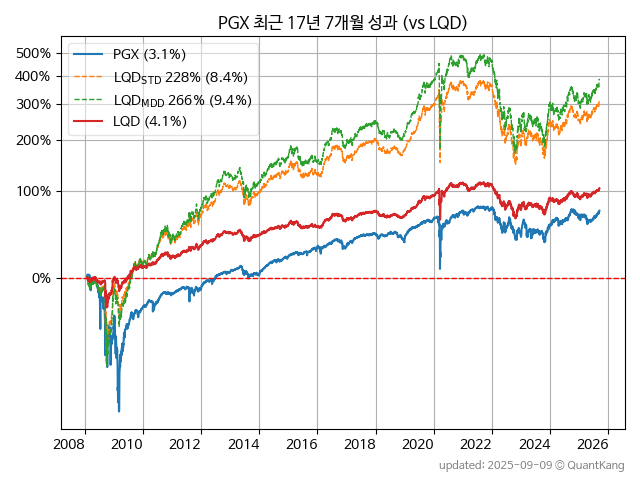 PGX 최근 17년 7개월 성과 (vs LQD)
500%
400%
300%
200%
100%
0%
PGX (3.1%)
LQD_STD 228% (8.4%)
LQD_MDD 266% (9.4%)
LQD (4.1%)
2008 2010 2012 2014 2016 2018 2020 2022 2024 2026
updated: 2025-09-09 ⓒ QuantKang